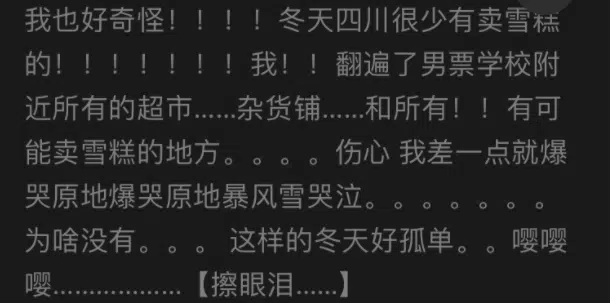 我也好奇怪！！！！冬天四川很少有卖雪糕
的！！！！！！！我！！翻遍了男票学校附
近所有的超市……杂货铺……和所有！！有可
能卖雪糕的地方。。。。伤心 我差一点就爆
哭原地爆哭原地暴风雪哭泣。。。。。。。
为啥没有。。。 这样的冬天好孤单。。嘤嘤
嘤………………【擦眼泪……】